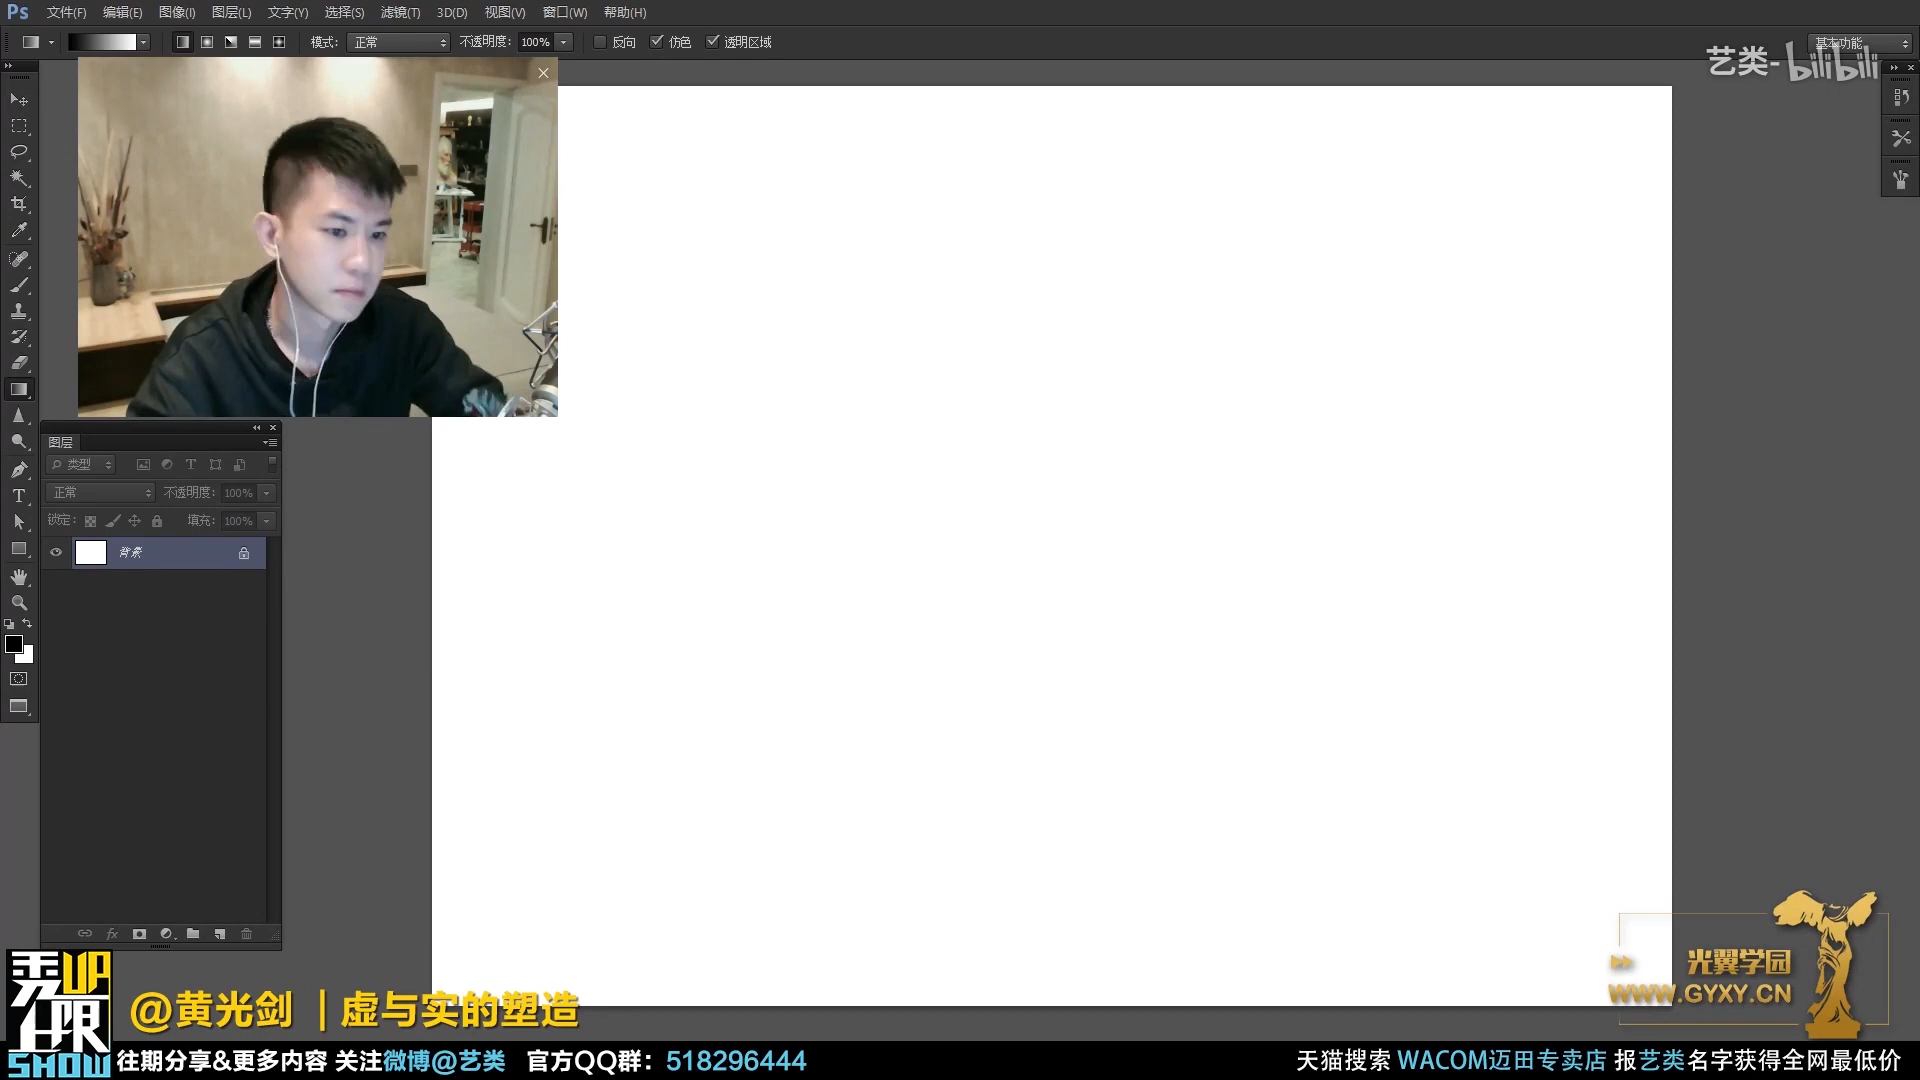 Ps 文件(F) 编辑(E) 图像(I) 图层(L) 文字(Y) 选择(S) 滤镜(T) 3D(D) 视图(V) 窗口(W) 帮助(H)
模式: 正常 不透明度: 100% 反向 仿色 透明区域 基本功能
艺类-bilibili
图层
类型
正常 不透明度: 100%
锁定: 填充: 100%
背景
fx
光翼学园
WWW.GYXY.CN
秀UP
HR
SHOW
@黄光剑 | 虚与实的塑造
往期分享&更多内容 关注微博@艺类 官方QQ群: 518296444
天猫搜索 WACOM迈田专卖店 报艺类名字获得全网最低价